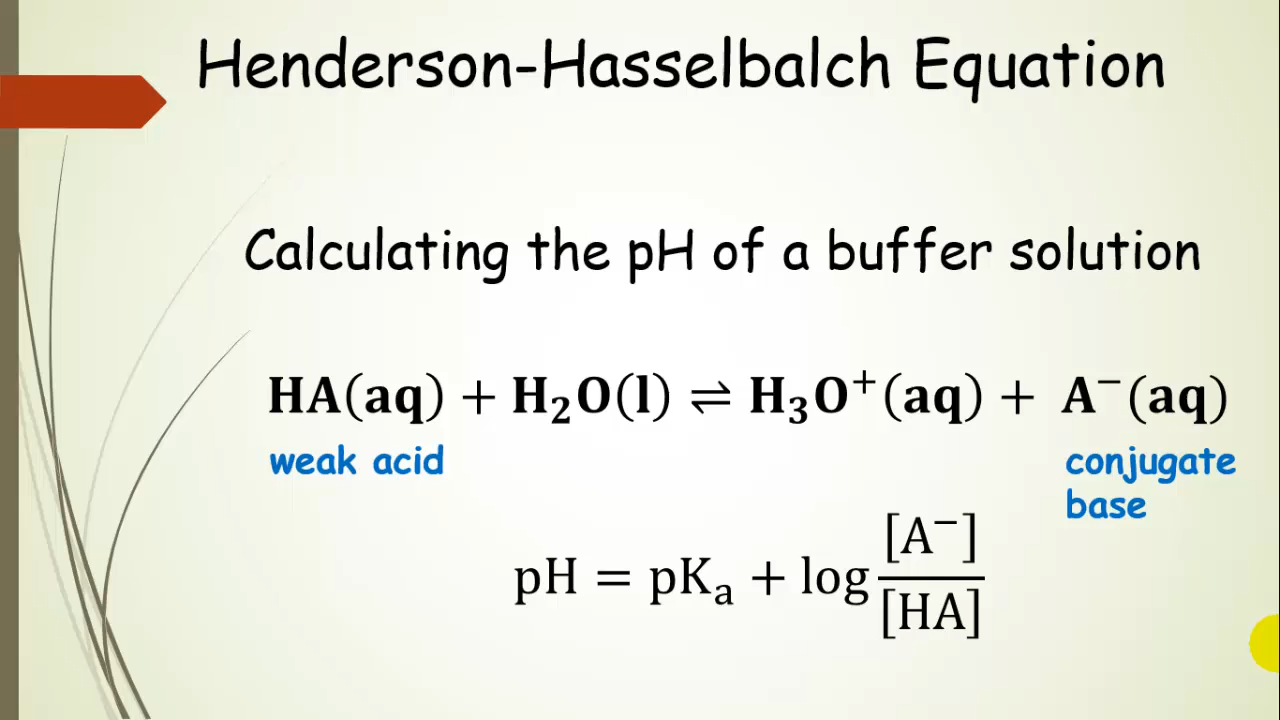 Henderson-Hasselbalch Equation
Calculating the pH of a buffer solution
HA(aq) + H₂O(l) ⇌ H₃O⁺(aq) + A⁻(aq)
weak acid conjugate
base
pH = pKₐ + log [A⁻]/[HA]